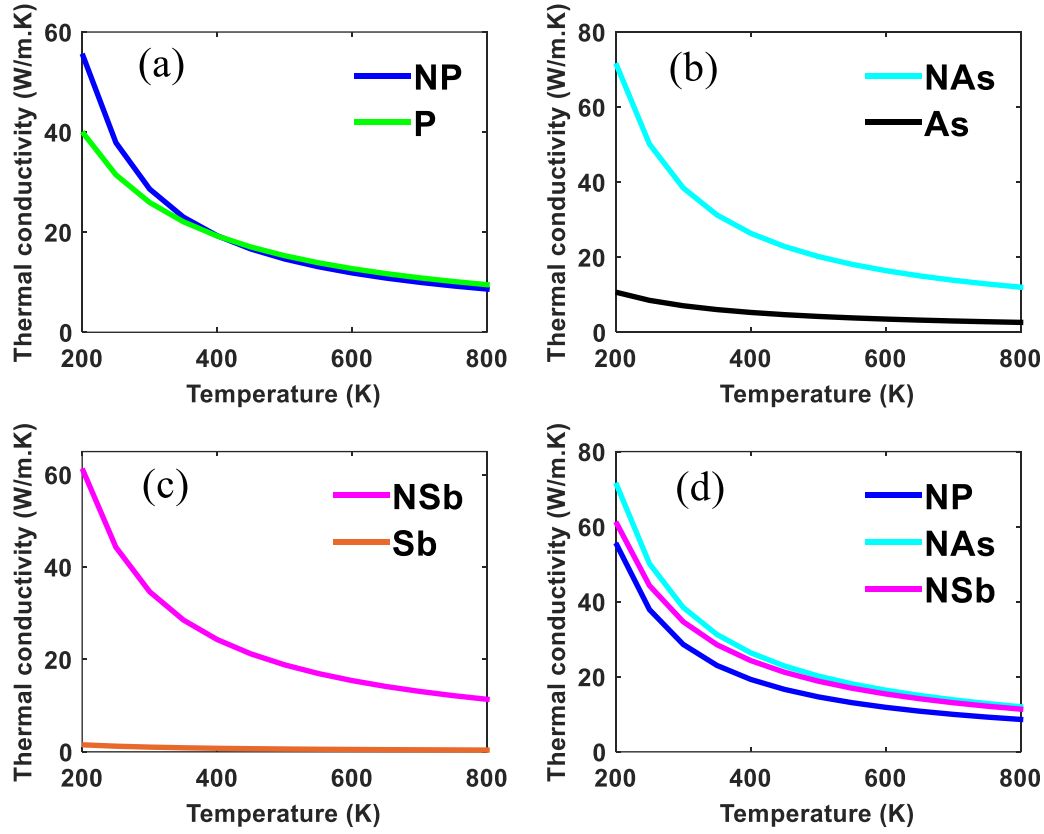 Thermal conductivity (W/m.K)
60
40
20
0
(a)
NP
P
200
400
600
800
Temperature (K)
Thermal conductivity (W/m.K)
80
60
40
20
0
(b)
NAs
As
200
400
600
800
Temperature (K)
Thermal conductivity (W/m.K)
60
40
20
0
(c)
NSb
Sb
200
400
600
800
Temperature (K)
Thermal conductivity (W/m.K)
80
60
40
20
0
(d)
NP
NAs
NSb
200
400
600
800
Temperature (K)